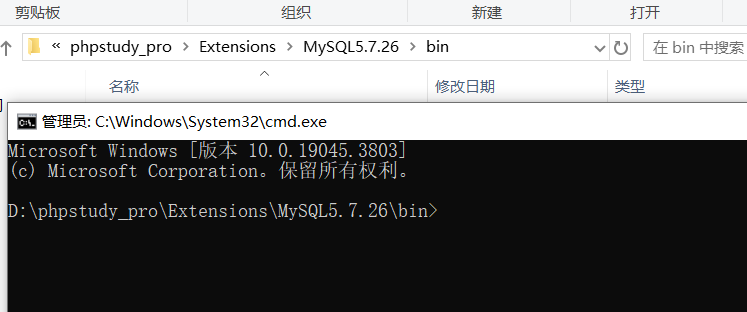 剪贴板 组织 新建 打开
« phpstudy_pro > Extensions > MySQL5.7.26 > bin 在 bin 中搜索
名称 修改日期 类型
管理员: C:\Windows\System32\cmd.exe
Microsoft Windows [版本 10.0.19045.3803]
(c) Microsoft Corporation。保留所有权利。
D:\phpstudy_pro\Extensions\MySQL5.7.26\bin>